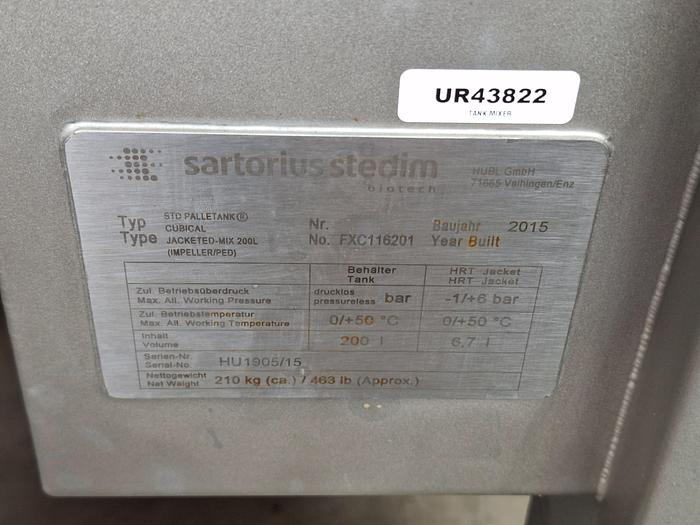 UR43822
TANK MIXER
sartorius stedim
biotech
HUBL GmbH
71665 Vaihingen/Enz
Typ
Type
STD PALLETANK®
CUBICAL
JACKETED-MIX 200L
(IMPELLER/PED)
Nr.
No. FXC116201
Baujahr 2015
Year Built
Behälter
Tank
HRT Jacket
HRT Jacket
Zul. Betriebsüberdruck
Max. All. Working Pressure
drucklos
pressureless bar
-1/+6 bar
Zul. Betriebstemperatur
Max. All. Working Temperature
0/+50 °C
0/+50 °C
Inhalt
Volume
200 l
6,7 l
Serien-Nr.
Serial-No.
HU1905/15
Nettogewicht
Net Weight
210 kg (ca.) / 463 lb (Approx.)